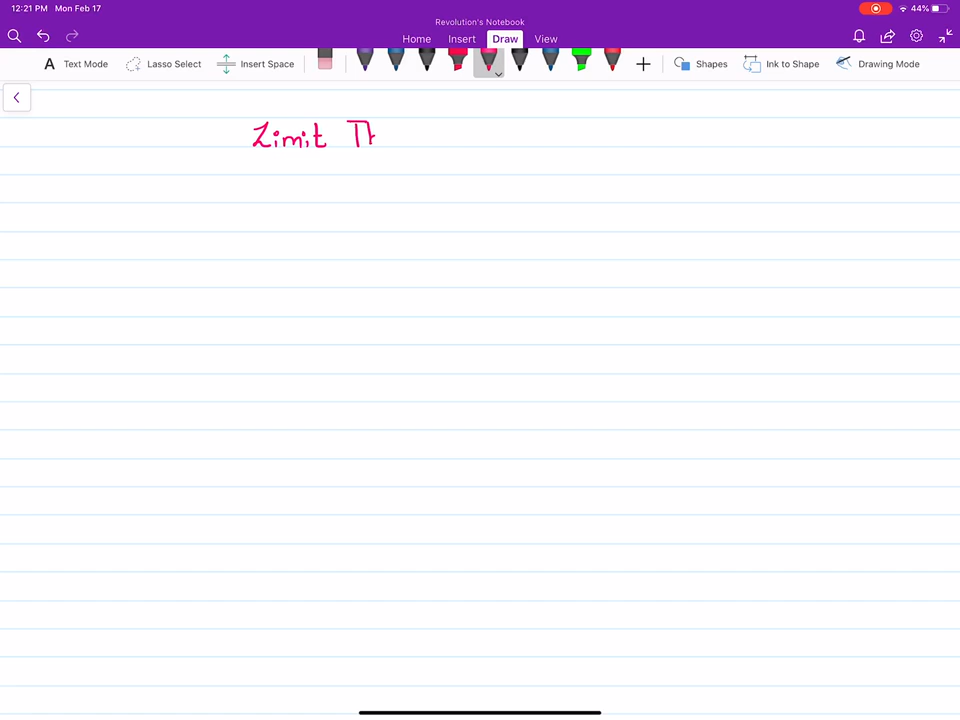 12:21 PM Mon Feb 17 44%
Revolution's Notebook
Home Insert Draw View
A Text Mode Lasso Select Insert Space Shapes Ink to Shape Drawing Mode
Limit Th